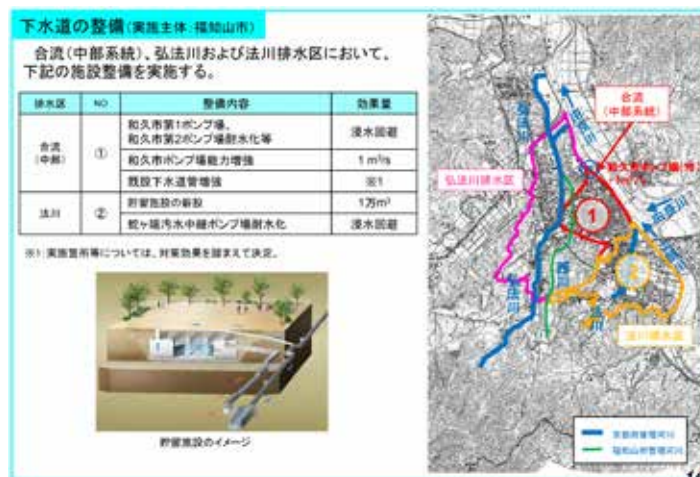 下水道の整備(実施主体:福知山市)
合流(中部系統)、弘法川および法川排水区において、
下記の施設整備を実施する。
排水区 NO 整備内容 効果量
合流
(中部)
①
和久市第1ポンプ場、
和久市第2ポンプ場耐水化等
浸水回避
和久市ポンプ場能力増強 1m³/s
既設下水道管増強 ※1
法川 ② 貯留施設の新設 1万m³
蛇ヶ端汚水中継ポンプ場耐水化 浸水回避
※1:実施箇所等については、対策効果を踏まえて決定。
貯留施設のイメージ
合流
(中部系統)
弘法川排水区
弘法川
弘法川
法川
法川排水区
1
2
京都府管理河川
福知山市管理河川